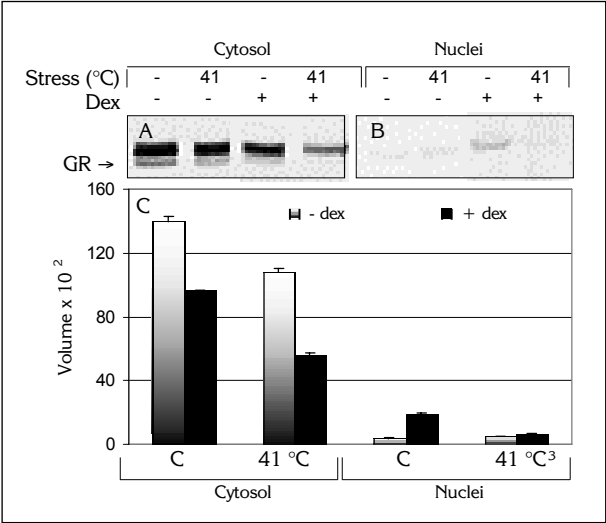 Cytosol Nuclei
Stress (°C) - 41 - 41 - 41 - 41
Dex - - + + - - + +
A B
GR →
160
C - dex + dex
120
80
40
0
Volume x 10 2
C 41 °C C 41 °C3
Cytosol Nuclei